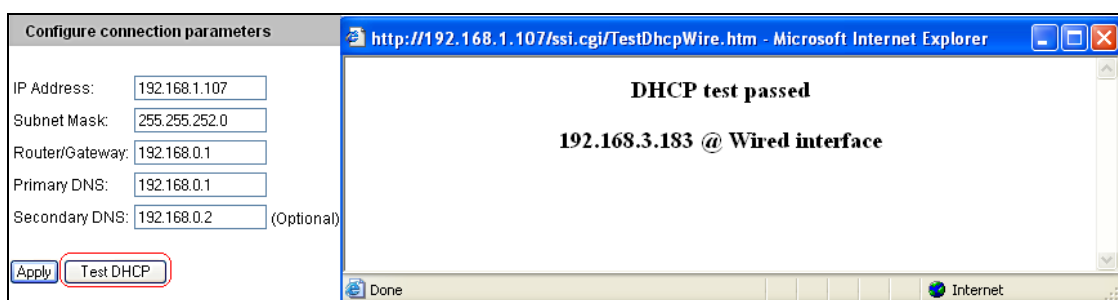 Configure connection parameters
IP Address: 192.168.1.107
Subnet Mask: 255.255.252.0
Router/Gateway: 192.168.0.1
Primary DNS: 192.168.0.1
Secondary DNS: 192.168.0.2 (Optional)
Apply Test DHCP
http://192.168.1.107/ssi.cgi/TestDhcpWire.htm - Microsoft Internet Explorer
DHCP test passed
192.168.3.183 @ Wired interface
Done Internet